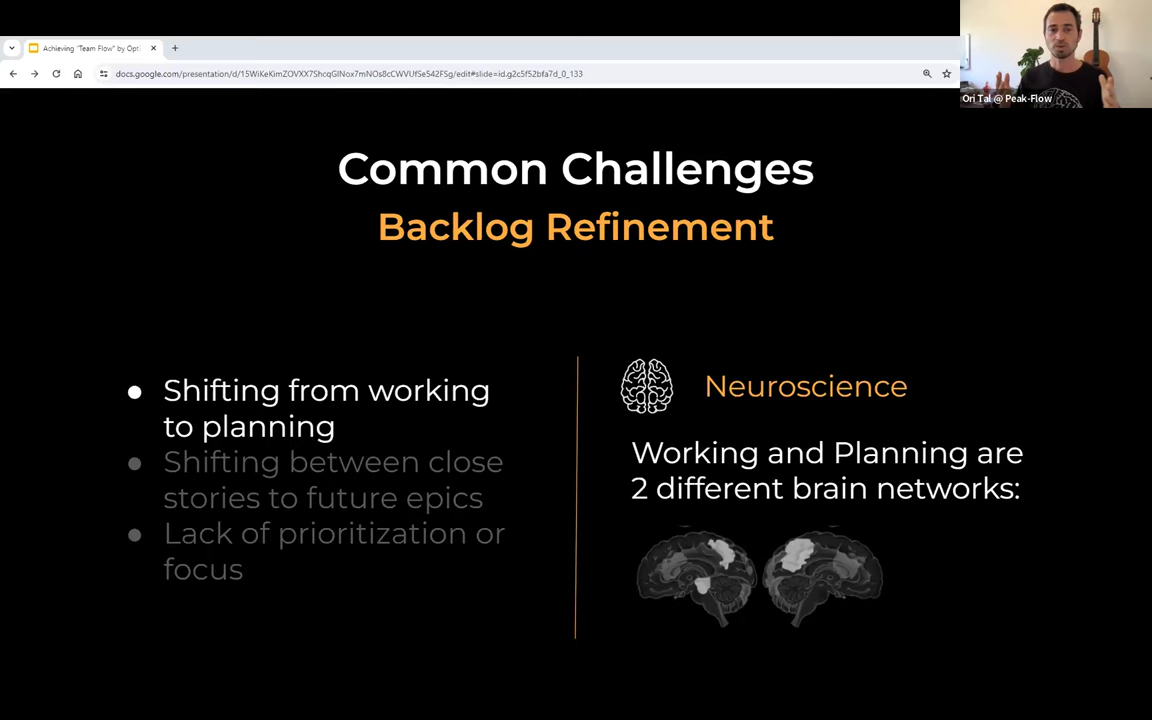 Achieving "Team Flow" by Opt
docs.google.com/presentation/d/15WiKeKimZOVXX7ShcqGlNox7mNOs8cCWVUfSe542FSg/edit#slide=id.g2c5f52bfa7d_0_133
Ori Tal @ Peak-Flow
Common Challenges
Backlog Refinement
● Shifting from working
to planning
● Shifting between close
stories to future epics
● Lack of prioritization or
focus
Neuroscience
Working and Planning are
2 different brain networks: